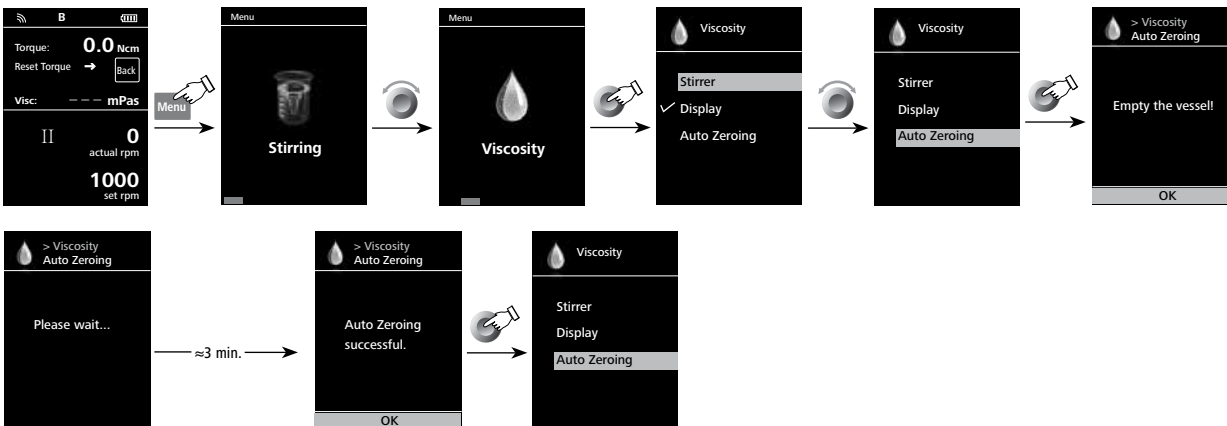 B
Torque: 0.0 Ncm
Reset Torque ➔ Back
Visc: – – – mPas
II 0
actual rpm
1000
set rpm
Menu
Menu
Stirring
Menu
Viscosity
Viscosity
Stirrer
✓ Display
Auto Zeroing
Viscosity
Stirrer
Display
Auto Zeroing
> Viscosity
Auto Zeroing
Empty the vessel!
OK
> Viscosity
Auto Zeroing
Please wait...
≈3 min.
> Viscosity
Auto Zeroing
Auto Zeroing
successful.
OK
Viscosity
Stirrer
Display
Auto Zeroing